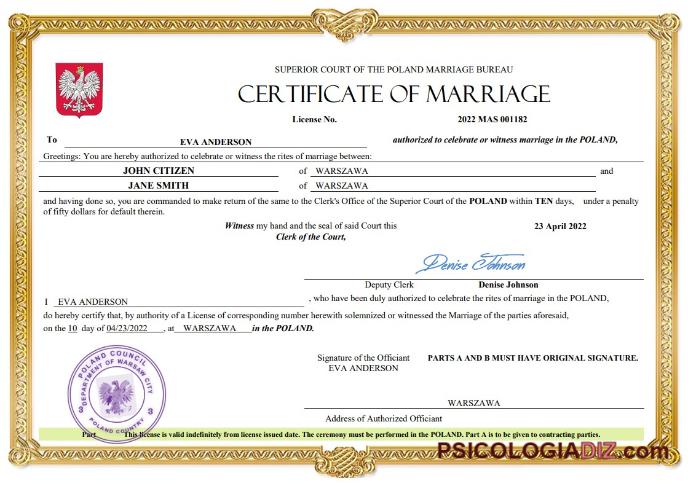 SUPERIOR COURT OF THE POLAND MARRIAGE BUREAU
CERTIFICATE OF MARRIAGE
License No. 2022 MAS 001182
To EVA ANDERSON authorized to celebrate or witness marriage in the POLAND,
Greetings: You are hereby authorized to celebrate or witness the rites of marriage between:
JOHN CITIZEN of WARSZAWA and
JANE SMITH of WARSZAWA
and having done so, you are commanded to make return of the same to the Clerk's Office of the Superior Court of the POLAND within TEN days, under a penalty
of fifty dollars for default therein.
Witness my hand and the seal of said Court this 23 April 2022
Clerk of the Court,
Denise Johnson
Deputy Clerk Denise Johnson
I EVA ANDERSON , who have been duly authorized to celebrate the rites of marriage in the POLAND,
do hereby certify that, by authority of a License of corresponding number herewith solemnized or witnessed the Marriage of the parties aforesaid,
on the 10 day of 04/23/2022 , at WARSZAWA in the POLAND.
POLAND COUNCIL
DEPARTMENT OF WARSAW CITY
3 3
POLAND COUNTRY
Signature of the Officiant PARTS A AND B MUST HAVE ORIGINAL SIGNATURE.
EVA ANDERSON
WARSZAWA
Address of Authorized Officiant
Part This license is valid indefinitely from license issued date. The ceremony must be performed in the POLAND. Part A is to be given to contracting parties.
PSICOLOGIADIZ.com